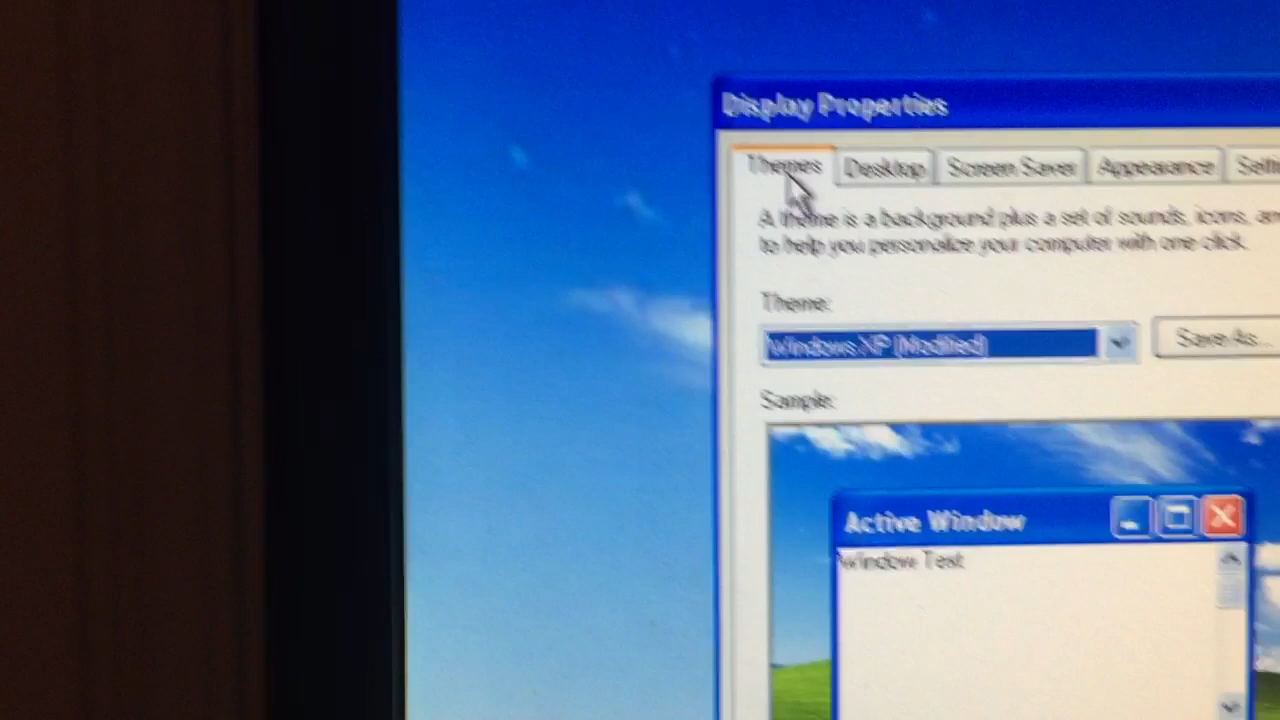 Display Properties
Themes Desktop Screen Saver Appearance
A theme is a background plus a set of sounds, icons,
to help you personalize your computer with one click.
Theme:
Windows XP (Modified)
Save As...
Sample:
Active Window
Window Text